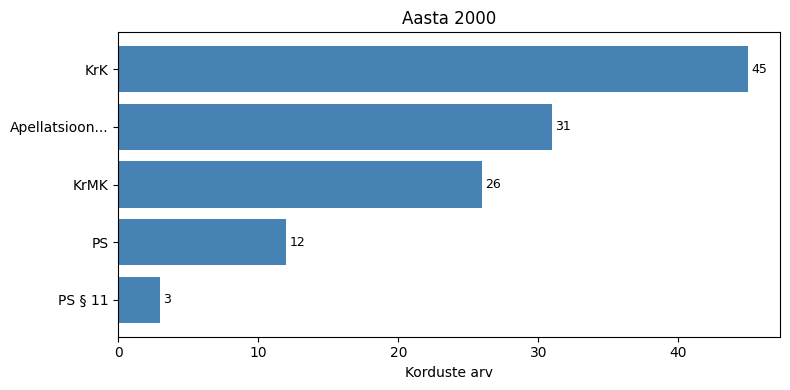 Aasta 2000
KrK
45
Apellatsioon...
31
KrMK
26
PS
12
PS § 11
3
0 10 20 30 40
Korduste arv